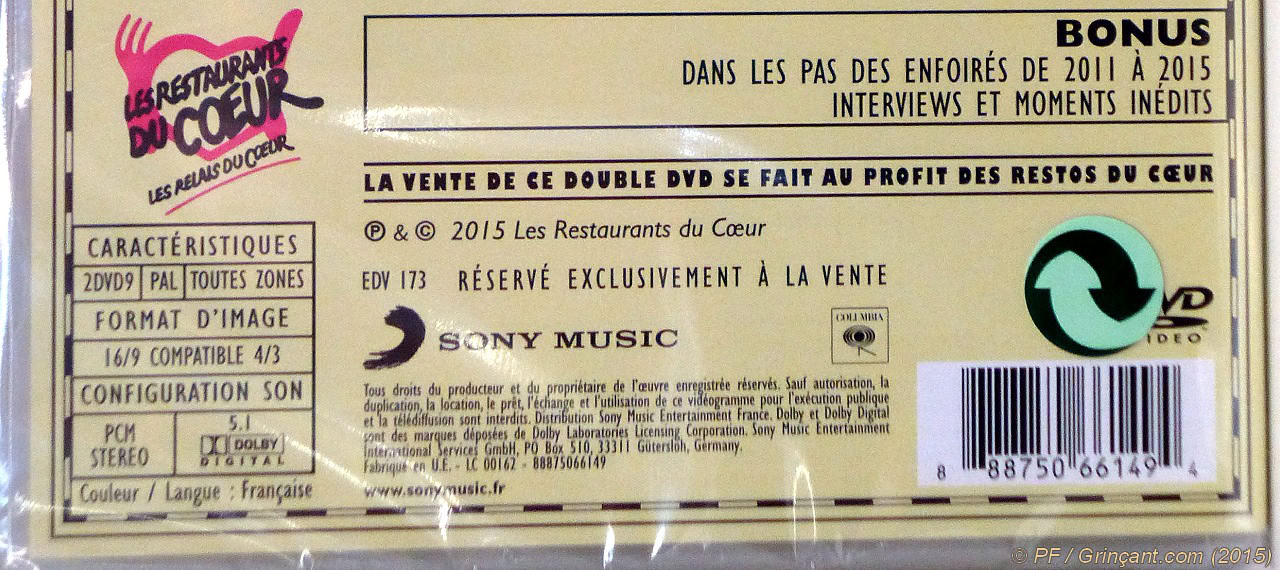 LES RESTAURANTS
DU CŒUR
LES RELAIS DU CŒUR
BONUS
DANS LES PAS DES ENFOIRÉS DE 2011 À 2015
INTERVIEWS ET MOMENTS INÉDITS
LA VENTE DE CE DOUBLE DVD SE FAIT AU PROFIT DES RESTOS DU CŒUR
℗ & © 2015 Les Restaurants du Cœur
EDV 173 RÉSERVÉ EXCLUSIVEMENT À LA VENTE
SONY MUSIC
COLUMBIA
CARACTÉRISTIQUES
2DVD9 PAL TOUTES ZONES
FORMAT D'IMAGE
16/9 COMPATIBLE 4/3
CONFIGURATION SON
PCM
STEREO
5.1
DOLBY
DIGITAL
Couleur / Langue : Française
Tous droits du producteur et du propriétaire de l'œuvre enregistrée réservés. Sauf autorisation, la
duplication, la location, le prêt, l'échange et l'utilisation de ce vidéogramme pour l'exécution publique
et la télédiffusion sont interdits. Distribution Sony Music Entertainment France. Dolby et Dolby Digital
sont des marques déposées de Dolby Laboratories Licensing Corporation. Sony Music Entertainment
International Services GmbH, PO Box 510, 33311 Gütersloh, Germany.
Fabriqué en U.E. - LC 00162 - 88875066149
www.sonymusic.fr
VD
IDEO
8 88750 66149 4
© PF / Grinçant.com (2015)